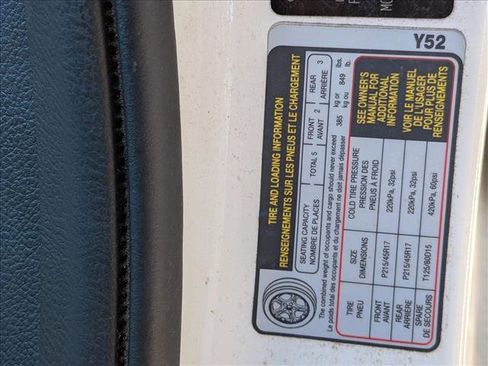 Y52
TIRE AND LOADING INFORMATION
RENSEIGNEMENTS SUR LES PNEUS ET LE CHARGEMENT
SEATING CAPACITY
NOMBRE DE PLACES
TOTAL 5
FRONT 2
AVANT
REAR 3
ARRIÈRE
The combined weight of occupants and cargo should never exceed 385 kg or 849 lbs.
Le poids total des occupants et du chargement ne doit jamais dépasser 385 kg ou 849 lb.
TIRE
PNEU
SIZE
DIMENSIONS
COLD TIRE PRESSURE
PRESSION DES
PNEUS À FROID
FRONT
AVANT
P215/45R17
220kPa, 32psi
REAR
ARRIÈRE
P215/45R17
220kPa, 32psi
SPARE
DE SECOURS
T125/80D15
420kPa, 60psi
SEE OWNER'S
MANUAL FOR
ADDITIONAL
INFORMATION
VOIR LE MANUEL
DE L'USAGER
POUR PLUS DE
RENSEIGNEMENTS